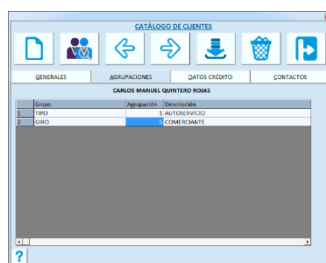 CATÁLOGO DE CLIENTES
GENERALES AGRUPACIONES DATOS CRÉDITO CONTACTOS
CARLOS MANUEL QUINTERO ROJAS
Grupo Agrupación Descripción
1 TIPO 1 AUTOSERVICIO
2 GIRO COMERCIANTE
?